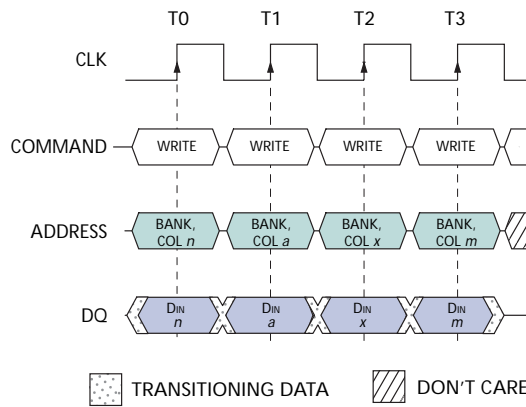 T0 T1 T2 T3
CLK
COMMAND WRITE WRITE WRITE WRITE
BANK, BANK, BANK, BANK,
ADDRESS
COL n COL a COL x COL m
DIN DIN DIN DIN
DQ
n a x m
TRANSITIONING DATA DON'T CARE